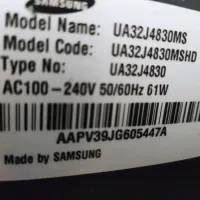 SAMSUNG
Model Name: UA32J4830MS
Model Code: UA32J4830MSHD
Type No: UA32J4830
AC100-240V 50/60Hz 61W
AAPV39JG605447A
Made by SAMSUNG